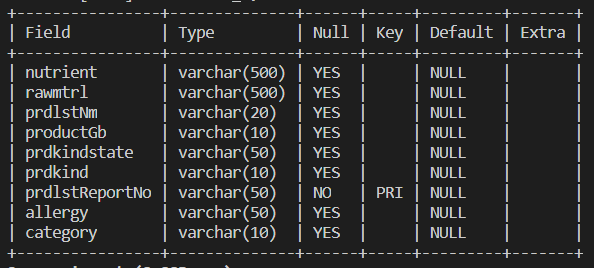 +----------------+--------------+------+-----+---------+-------+
| Field          | Type         | Null | Key | Default | Extra |
+----------------+--------------+------+-----+---------+-------+
| nutrient       | varchar(500) | YES  |     | NULL    |       |
| rawmtrl        | varchar(500) | YES  |     | NULL    |       |
| prdlstNm       | varchar(20)  | YES  |     | NULL    |       |
| productGb      | varchar(10)  | YES  |     | NULL    |       |
| prdkindstate   | varchar(50)  | YES  |     | NULL    |       |
| prdkind        | varchar(10)  | YES  |     | NULL    |       |
| prdlstReportNo | varchar(50)  | NO   | PRI | NULL    |       |
| allergy        | varchar(50)  | YES  |     | NULL    |       |
| category       | varchar(10)  | YES  |     | NULL    |       |
+----------------+--------------+------+-----+---------+-------+